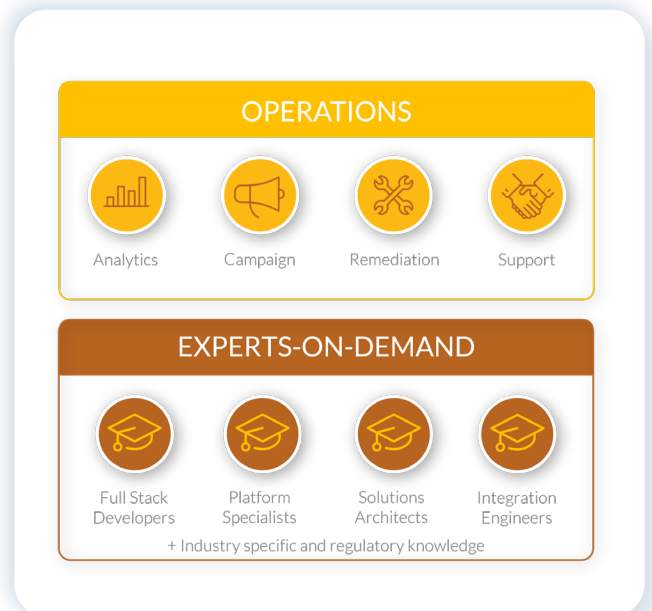 OPERATIONS
Analytics
Campaign
Remediation
Support
EXPERTS-ON-DEMAND
Full Stack
Developers
Platform
Specialists
Solutions
Architects
Integration
Engineers
+ Industry specific and regulatory knowledge